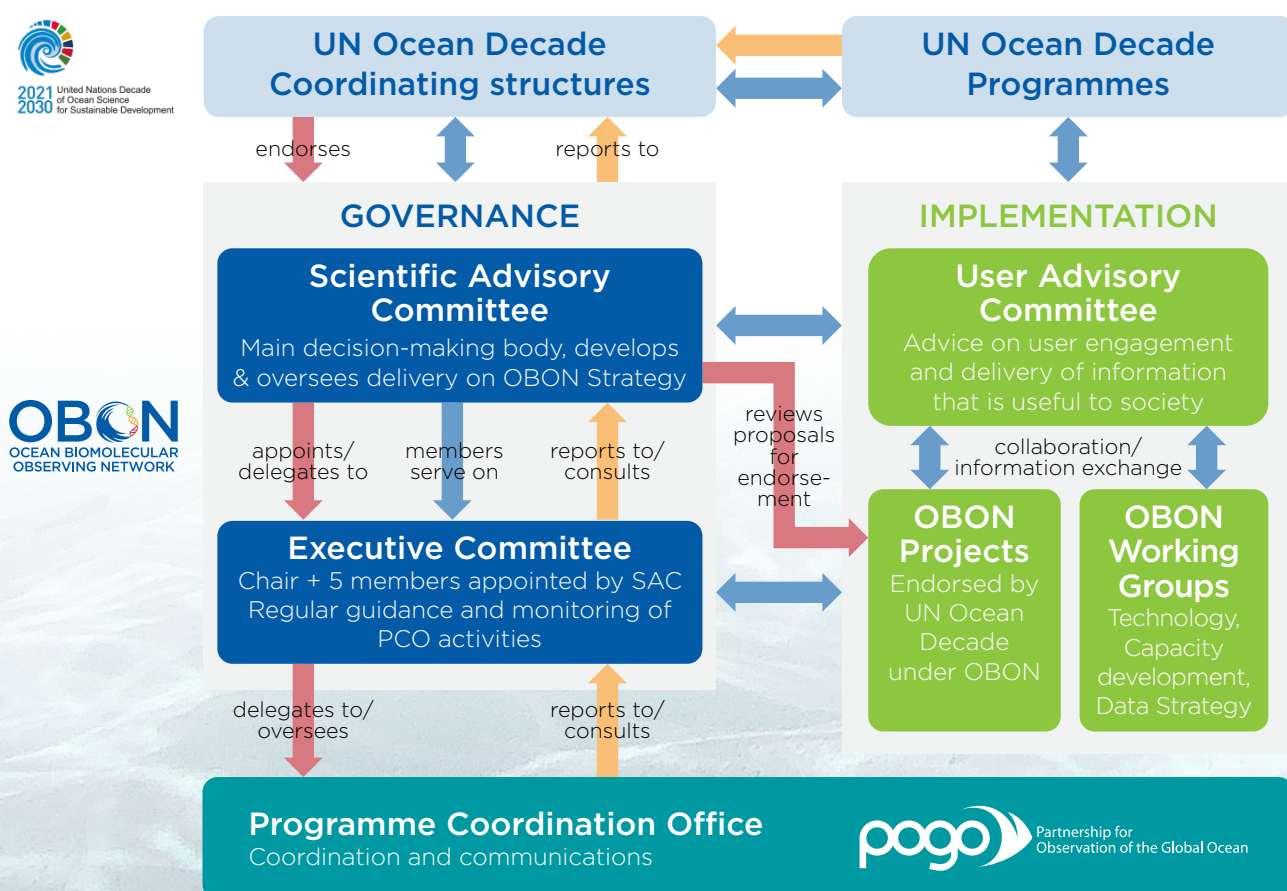 UN Ocean Decade
Coordinating structures
UN Ocean Decade
Programmes
2021
2030
United Nations Decade
of Ocean Science
for Sustainable Development
endorses
reports to
GOVERNANCE
Scientific Advisory
Committee
Main decision-making body, develops
& oversees delivery on OBON Strategy
IMPLEMENTATION
User Advisory
Committee
Advice on user engagement
and delivery of information
that is useful to society
OBON
OCEAN BIOMOLECULAR
OBSERVING NETWORK
appoints/
delegates to
members
serve on
reports to/
consults
reviews
proposals
for
endorse-
ment
collaboration/
information exchange
Executive Committee
Chair + 5 members appointed by SAC
Regular guidance and monitoring of
PCO activities
OBON
Projects
Endorsed by
UN Ocean
Decade
under OBON
OBON
Working
Groups
Technology,
Capacity
development,
Data Strategy
delegates to/
oversees
reports to/
consults
Programme Coordination Office
Coordination and communications
pogo
Partnership for
Observation of the Global Ocean